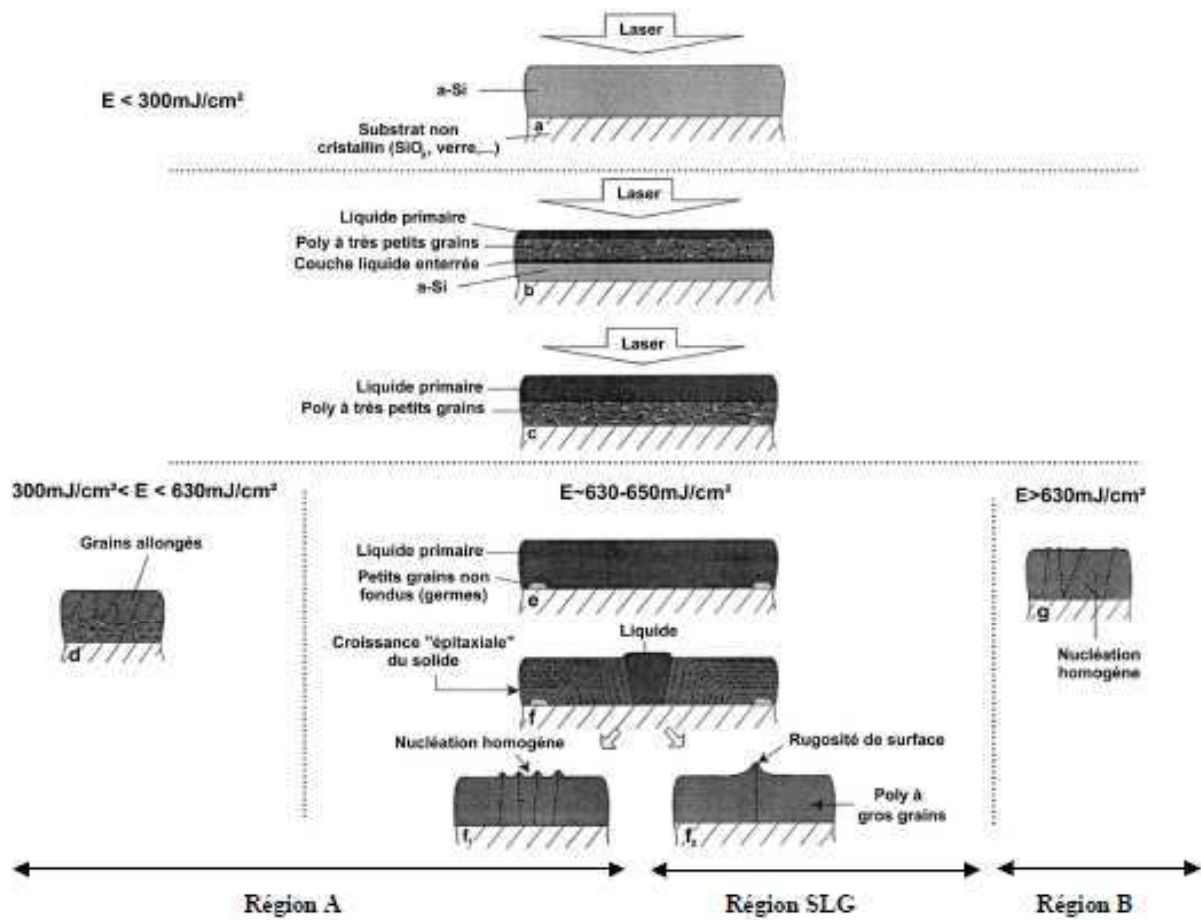 Laser
E < 300mJ/cm²
a-Si
a
Substrat non
cristallin (SiO₂, verre,...)
Laser
Liquide primaire
Poly à très petits grains
Couche liquide enterrée
a-Si
b
Laser
Liquide primaire
Poly à très petits grains
c
300mJ/cm²< E < 630mJ/cm²
E~630-650mJ/cm²
E>630mJ/cm²
Grains allongés
d
Liquide primaire
Petits grains non
fondus (germes)
e
Liquide
Croissance "épitaxiale"
du solide
f
g
Nucléation
homogène
Nucléation homogène
f₁
Rugosité de surface
Poly à
gros grains
f₂
Région A
Région SLG
Région B